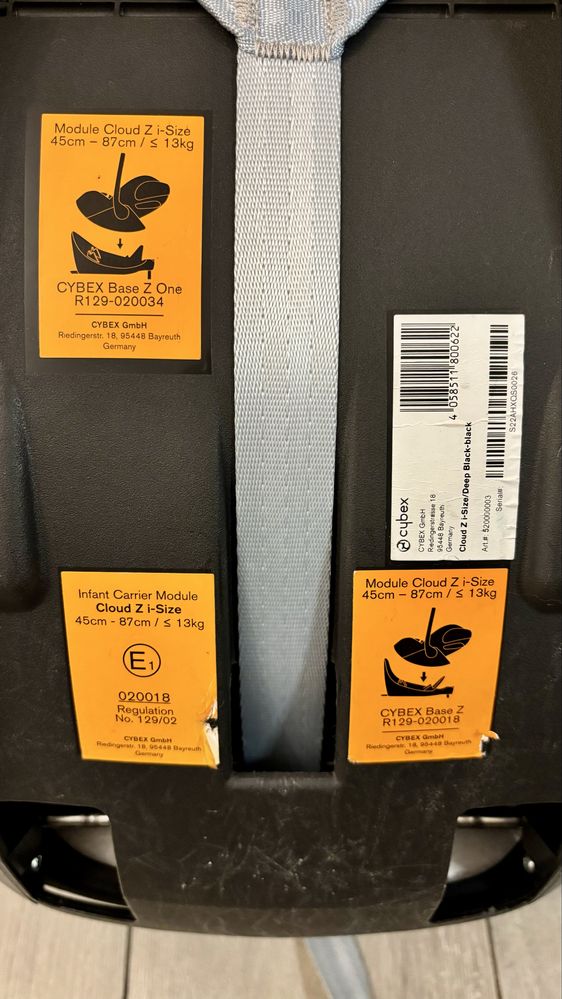 Module Cloud Z i-Size
45cm – 87cm / ≤ 13kg
CYBEX Base Z One
R129-020034
CYBEX GmbH
Riedingerstr. 18, 95448 Bayreuth
Germany
4 058511 800622
S22AHXQS0026
Serial#:
cybex
CYBEX GmbH
Riedingerstrasse 18
95448 Bayreuth
Germany
Cloud Z i-Size/Deep Black-black
Art.# 520000003
Infant Carrier Module
Cloud Z i-Size
45cm - 87cm / ≤ 13kg
E1
020018
Regulation
No. 129/02
CYBEX GmbH
Riedingerstr. 18, 95448 Bayreuth
Germany
Module Cloud Z i-Size
45cm – 87cm / ≤ 13kg
CYBEX Base Z
R129-020018
CYBEX GmbH
Riedingerstr. 18, 95448 Bayreuth
Germany